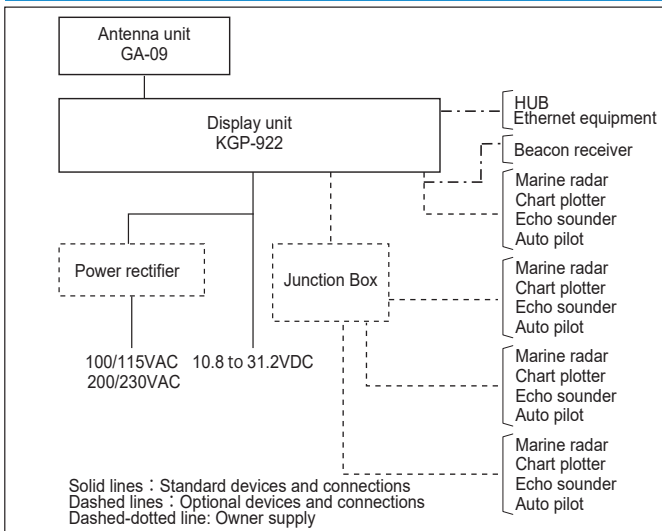 Antenna unit
GA-09
Display unit
KGP-922
HUB
Ethernet equipment
Beacon receiver
Marine radar
Chart plotter
Echo sounder
Auto pilot
Power rectifier
Junction Box
Marine radar
Chart plotter
Echo sounder
Auto pilot
100/115VAC
200/230VAC
10.8 to 31.2VDC
Marine radar
Chart plotter
Echo sounder
Auto pilot
Marine radar
Chart plotter
Echo sounder
Auto pilot
Solid lines：Standard devices and connections
Dashed lines：Optional devices and connections
Dashed-dotted line: Owner supply